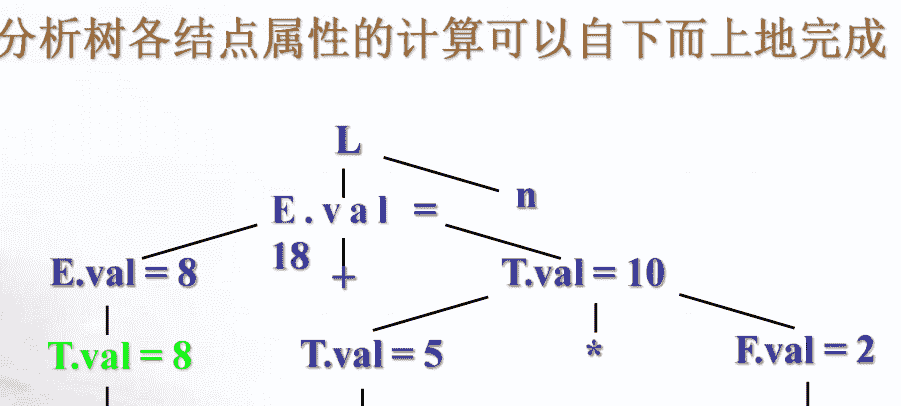 分析树各结点属性的计算可以自下而上地完成
L
n
E.val =
18
+
E.val = 8
T.val = 10
T.val = 8
T.val = 5
*
F.val = 2